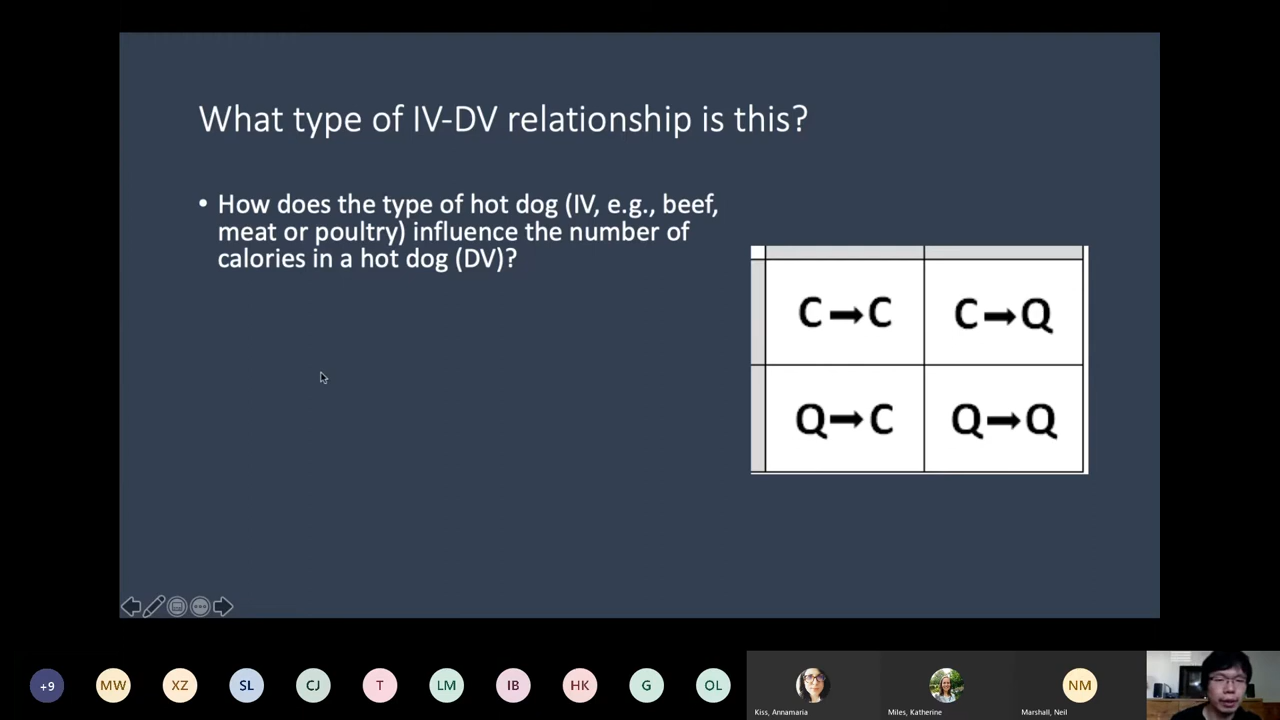 What type of IV-DV relationship is this?
• How does the type of hot dog (IV, e.g., beef,
meat or poultry) influence the number of
calories in a hot dog (DV)?
C→C
C→Q
Q→C
Q→Q
+9
MW
XZ
SL
CJ
T
LM
IB
HK
G
OL
Kiss, Annamaria
Miles, Katherine
NM
Marshall, Neil